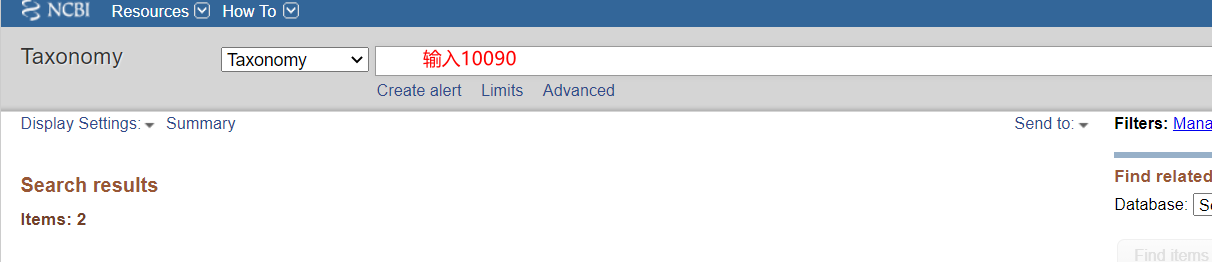 NCBI Resources How To
Taxonomy Taxonomy 输入10090
Create alert Limits Advanced
Display Settings: Summary Send to: Filters: Mana
Search results
Items: 2
Find related
Database: Se
Find items